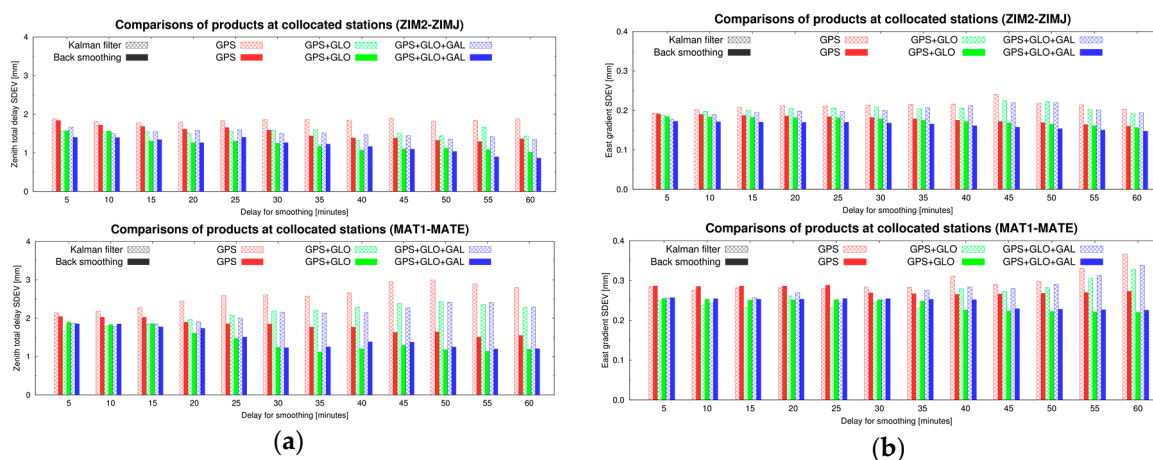 Comparisons of products at collocated stations (ZIM2-ZIMJ)
Kalman filter GPS GPS+GLO GPS+GLO+GAL
Back smoothing GPS GPS+GLO GPS+GLO+GAL
Zenith total delay SDEV [mm]
4
3
2
1
0
5 10 15 20 25 30 35 40 45 50 55 60
Delay for smoothing [minutes]
Comparisons of products at collocated stations (MAT1-MATE)
Kalman filter GPS GPS+GLO GPS+GLO+GAL
Back smoothing GPS GPS+GLO GPS+GLO+GAL
Zenith total delay SDEV [mm]
4
3
2
1
0
5 10 15 20 25 30 35 40 45 50 55 60
Delay for smoothing [minutes]
(a)
Comparisons of products at collocated stations (ZIM2-ZIMJ)
Kalman filter GPS GPS+GLO GPS+GLO+GAL
Back smoothing GPS GPS+GLO GPS+GLO+GAL
East gradient SDEV [mm]
0.4
0.3
0.2
0.1
0.0
5 10 15 20 25 30 35 40 45 50 55 60
Delay for smoothing [minutes]
Comparisons of products at collocated stations (MAT1-MATE)
Kalman filter GPS GPS+GLO GPS+GLO+GAL
Back smoothing GPS GPS+GLO GPS+GLO+GAL
East gradient SDEV [mm]
0.4
0.3
0.2
0.1
0.0
5 10 15 20 25 30 35 40 45 50 55 60
Delay for smoothing [minutes]
(b)